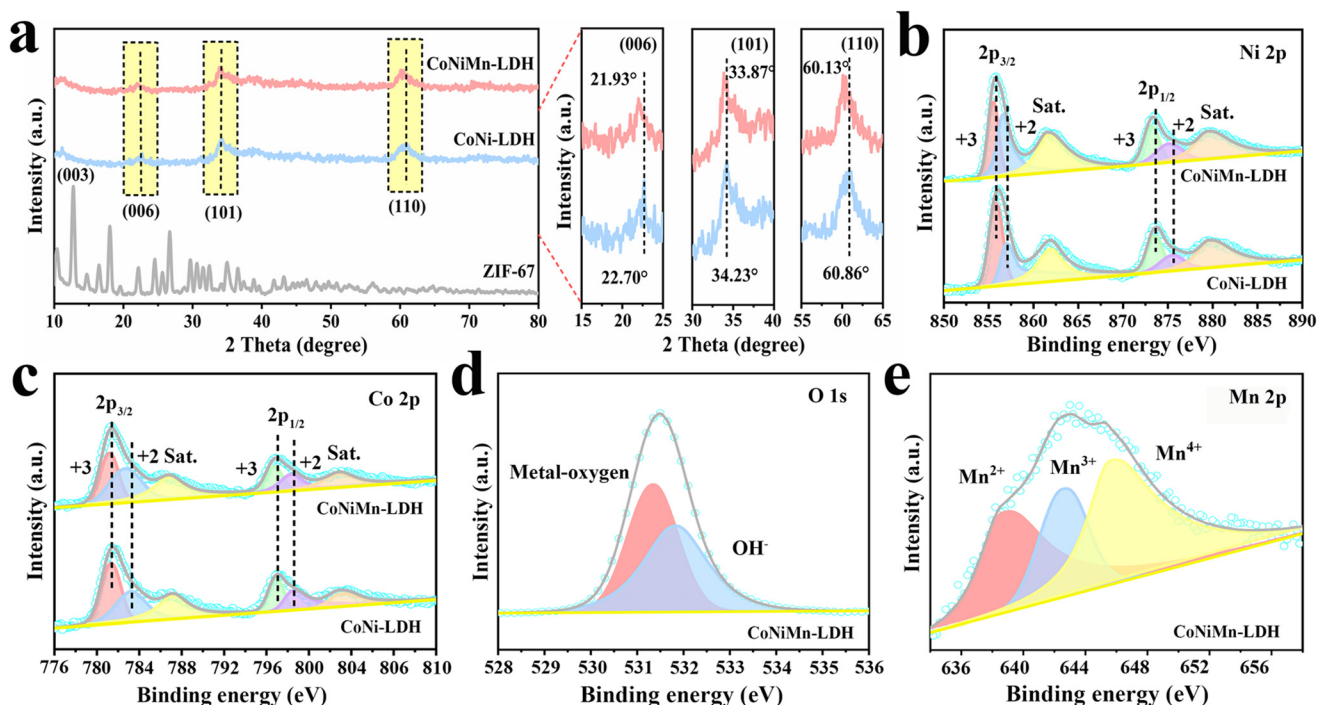 a
Intensity (a.u.)
CoNiMn-LDH
CoNi-LDH
(003)
(006)
(101)
(110)
ZIF-67
10 20 30 40 50 60 70 80
2 Theta (degree)
Intensity (a.u.)
(006)
21.93°
22.70°
15 20 25
(101)
33.87°
34.23°
30 35 40
(110)
60.13°
60.86°
55 60 65
2 Theta (degree)
b
Intensity (a.u.)
Ni 2p
2p3/2
+3
+2
Sat.
2p1/2
+3
+2
Sat.
CoNiMn-LDH
CoNi-LDH
850 855 860 865 870 875 880 885 890
Binding energy (eV)
c
Intensity (a.u.)
Co 2p
2p3/2
+3
+2
Sat.
2p1/2
+3
+2
Sat.
CoNiMn-LDH
CoNi-LDH
776 780 784 788 792 796 800 804 810
Binding energy (eV)
d
Intensity (a.u.)
O 1s
Metal-oxygen
OH-
CoNiMn-LDH
528 529 530 531 532 533 534 535 536
Binding energy (eV)
e
Intensity (a.u.)
Mn 2p
Mn2+
Mn3+
Mn4+
CoNiMn-LDH
636 640 644 648 652 656
Binding energy (eV)